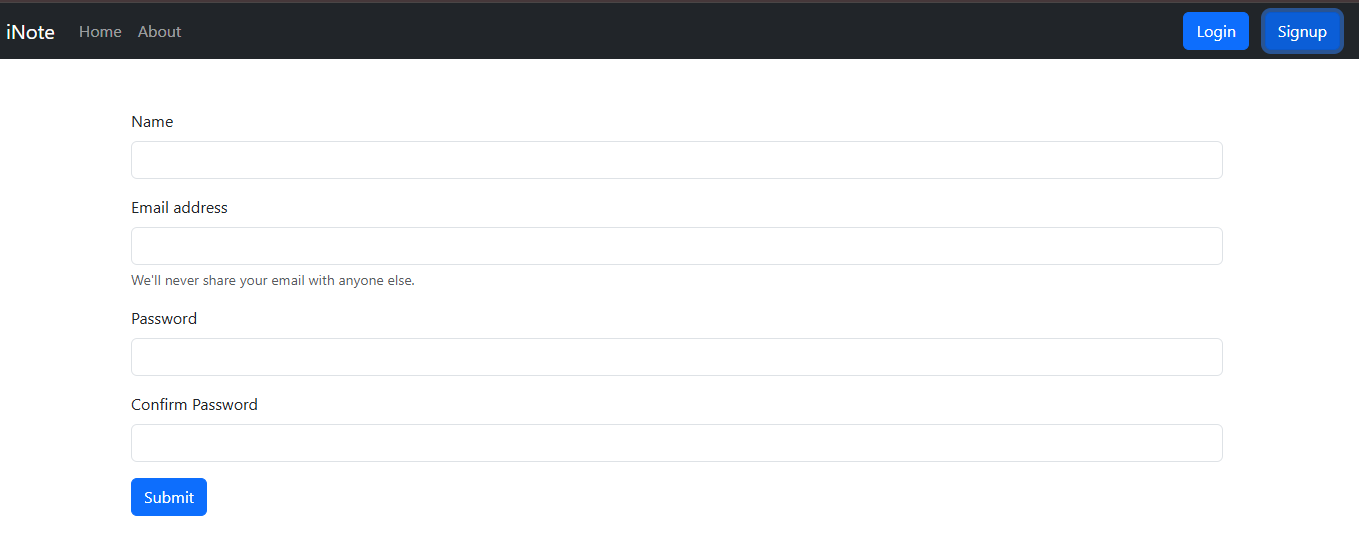 iNote Home About Login Signup
Name
Email address
We'll never share your email with anyone else.
Password
Confirm Password
Submit